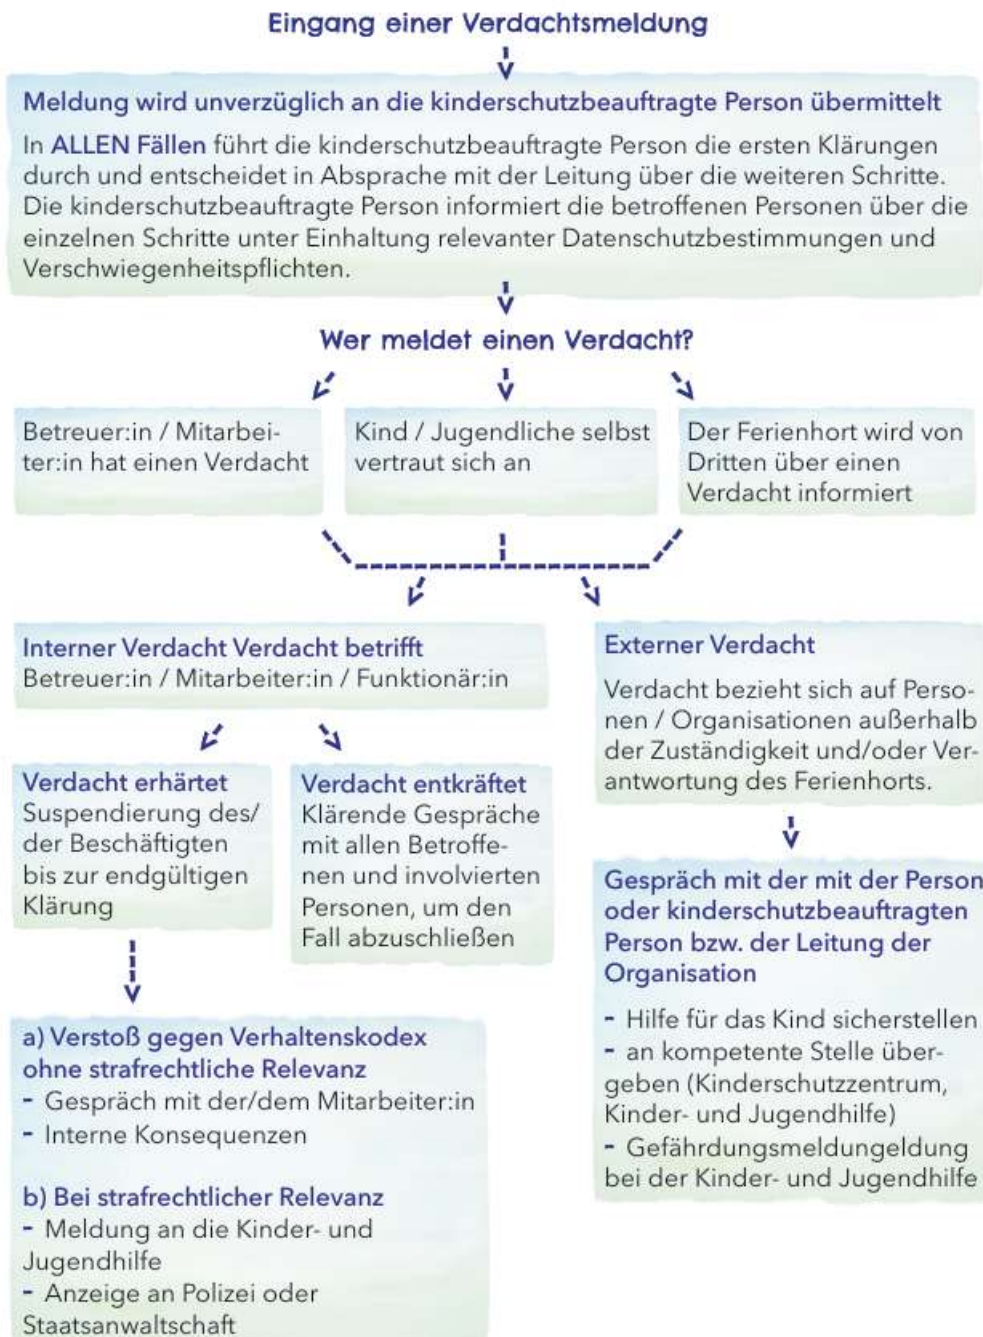 Eingang einer Verdachtsmeldung
Meldung wird unverzüglich an die kinderschutzbeauftragte Person übermittelt
In ALLEN Fällen führt die kinderschutzbeauftragte Person die ersten Klärungen
durch und entscheidet in Absprache mit der Leitung über die weiteren Schritte.
Die kinderschutzbeauftragte Person informiert die betroffenen Personen über die
einzelnen Schritte unter Einhaltung relevanter Datenschutzbestimmungen und
Verschwiegenheitspflichten.
Wer meldet einen Verdacht?
Betreuer:in / Mitarbei-
ter:in hat einen Verdacht
Kind / Jugendliche selbst
vertraut sich an
Der Ferienhort wird von
Dritten über einen
Verdacht informiert
Interner Verdacht Verdacht betrifft
Betreuer:in / Mitarbeiter:in / Funktionär:in
Verdacht erhärtet
Suspendierung des/
der Beschäftigten
bis zur endgültigen
Klärung
Verdacht entkräftet
Klärende Gespräche
mit allen Betroffe-
nen und involvierten
Personen, um den
Fall abzuschließen
a) Verstoß gegen Verhaltenskodex
ohne strafrechtliche Relevanz
- Gespräch mit der/dem Mitarbeiter:in
- Interne Konsequenzen
b) Bei strafrechtlicher Relevanz
- Meldung an die Kinder- und
Jugendhilfe
- Anzeige an Polizei oder
Staatsanwaltschaft
Externer Verdacht
Verdacht bezieht sich auf Perso-
nen / Organisationen außerhalb
der Zuständigkeit und/oder Ver-
antwortung des Ferienhorts.
Gespräch mit der mit der Person
oder kinderschutzbeauftragten
Person bzw. der Leitung der
Organisation
- Hilfe für das Kind sicherstellen
- an kompetente Stelle über-
geben (Kinderschutzzentrum,
Kinder- und Jugendhilfe)
- Gefährdungsmeldungeldung
bei der Kinder- und Jugendhilfe